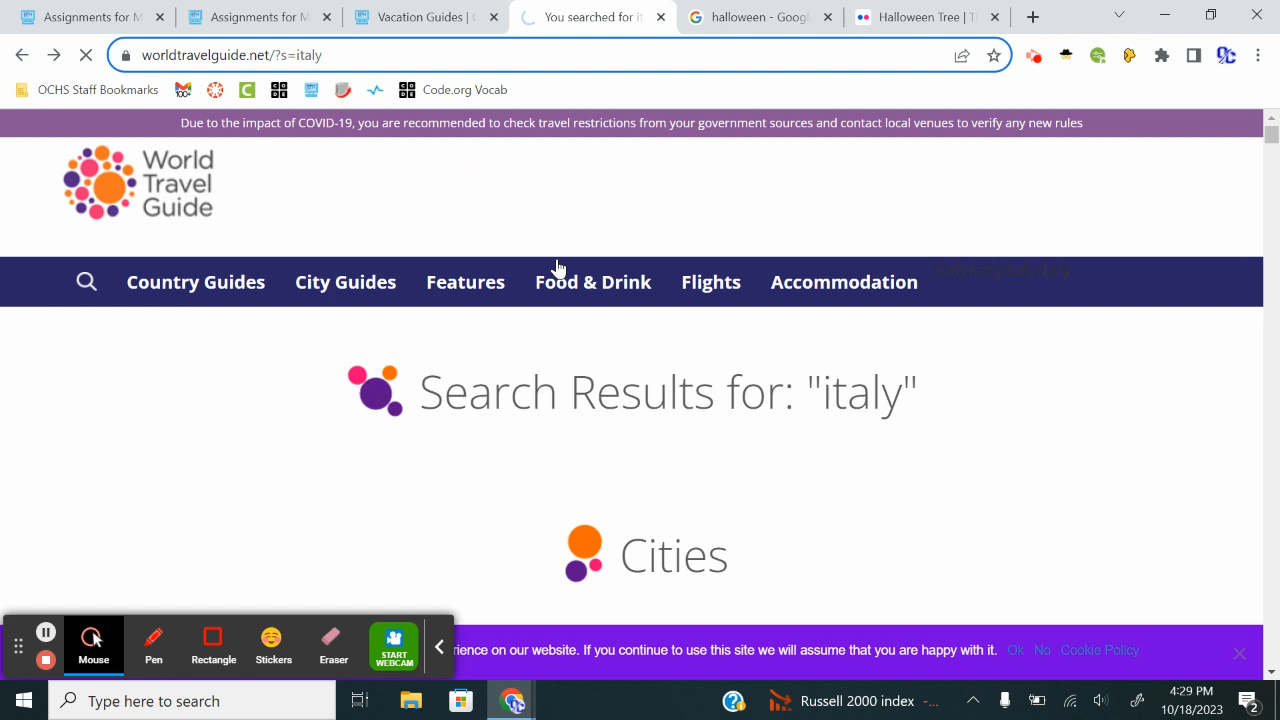 Assignments for M
Assignments for M
Vacation Guides | C
You searched for it
halloween - Googl
Halloween Tree | Th
worldtravelguide.net/?s=italy
OCHS Staff Bookmarks
Code.org Vocab
Due to the impact of COVID-19, you are recommended to check travel restrictions from your government sources and contact local venues to verify any new rules
World
Travel
Guide
Country Guides City Guides Features Food & Drink Flights Accommodation
Search Results for: "italy"
Cities
rience on our website. If you continue to use this site we will assume that you are happy with it. Ok No Cookie Policy
Mouse Pen Rectangle Stickers Eraser
START
WEBCAM
Type here to search
Russell 2000 index -...
4:29 PM
10/18/2023
2